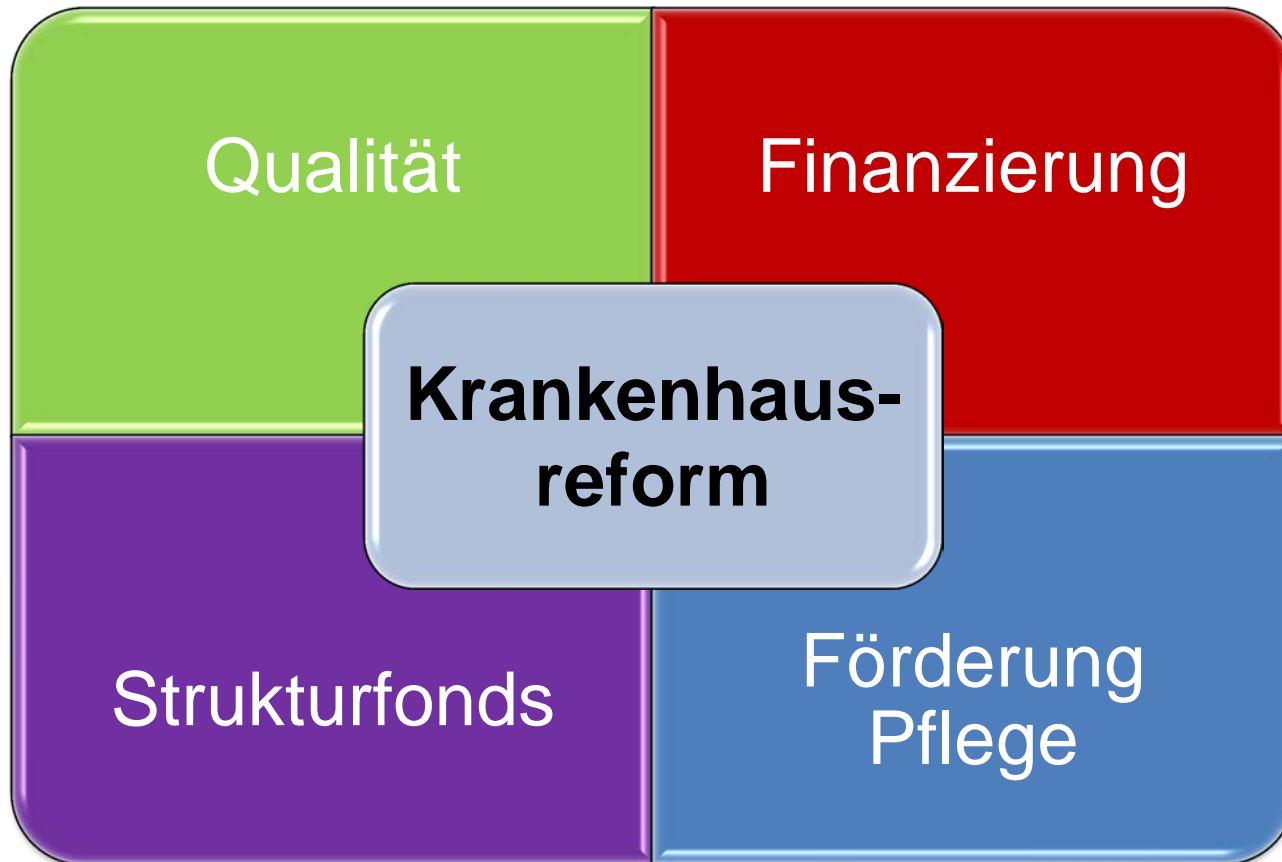 Qualität
Finanzierung
Krankenhaus-
reform
Strukturfonds
Förderung
Pflege